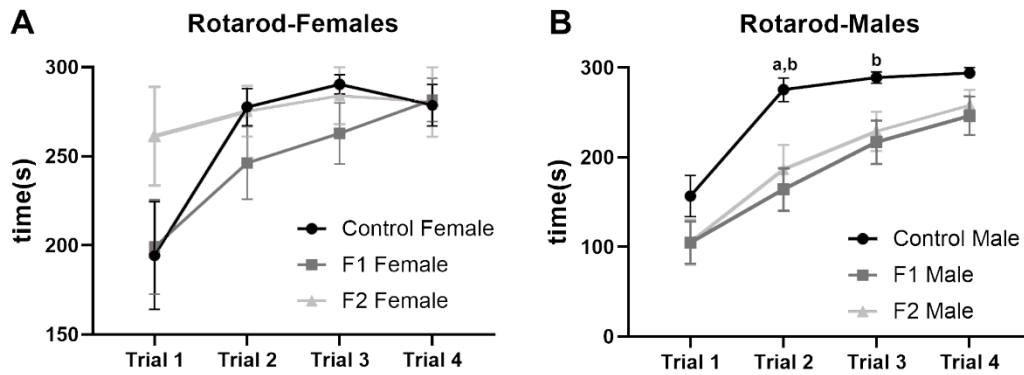 A
Rotarod-Females
time(s)
300
250
200
150
Trial 1
Trial 2
Trial 3
Trial 4
Control Female
F1 Female
F2 Female
B
Rotarod-Males
time(s)
300
200
100
0
a,b
b
Trial 1
Trial 2
Trial 3
Trial 4
Control Male
F1 Male
F2 Male